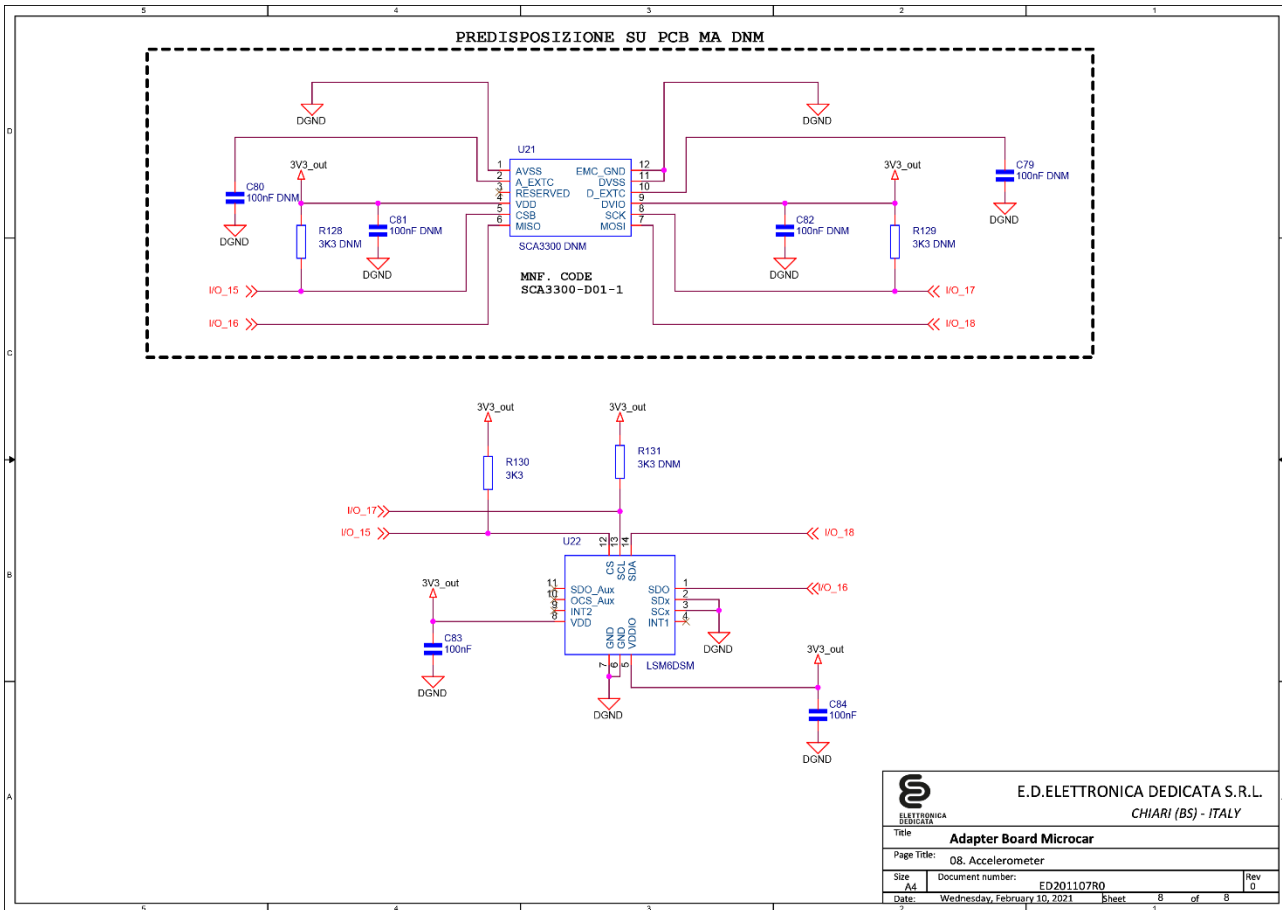 5 4 3 2 1
PREDISPOSIZIONE SU PCB MA DNM
D
DGND
DGND
U21
3V3_out
3V3_out
C80
100nF DNM
C79
100nF DNM
1 AVSS EMC_GND 12
2 A_EXTC DVSS 11
3 RESERVED D_EXTC 10
4 VDD DVIO 9
5 CSB SCK 8
6 MISO MOSI 7
DGND
DGND
R128
3K3 DNM
C81
100nF DNM
C82
100nF DNM
R129
3K3 DNM
SCA3300 DNM
DGND
DGND
MNF. CODE
SCA3300-D01-1
I/O_15
I/O_17
I/O_16
I/O_18
C
3V3_out
3V3_out
R130
3K3
R131
3K3 DNM
I/O_17
I/O_15
I/O_18
U22
12 13 14
CS SCL SDA
B
3V3_out
11 SDO_Aux SDO 1
I/O_16
10 OCS_Aux SDx 2
9 INT2 SCx 3
8 VDD INT1 4
C83
100nF
GND GND VDDIO
7 6 5
DGND
LSM6DSM
3V3_out
DGND
DGND
C84
100nF
DGND
A
ELETTRONICA
DEDICATA
E.D.ELETTRONICA DEDICATA S.R.L.
CHIARI (BS) - ITALY
Title
Adapter Board Microcar
Page Title:
08. Accelerometer
Size
A4
Document number:
ED201107R0
Rev
0
Date: Wednesday, February 10, 2021 Sheet 8 of 8
5 4 3 2 1